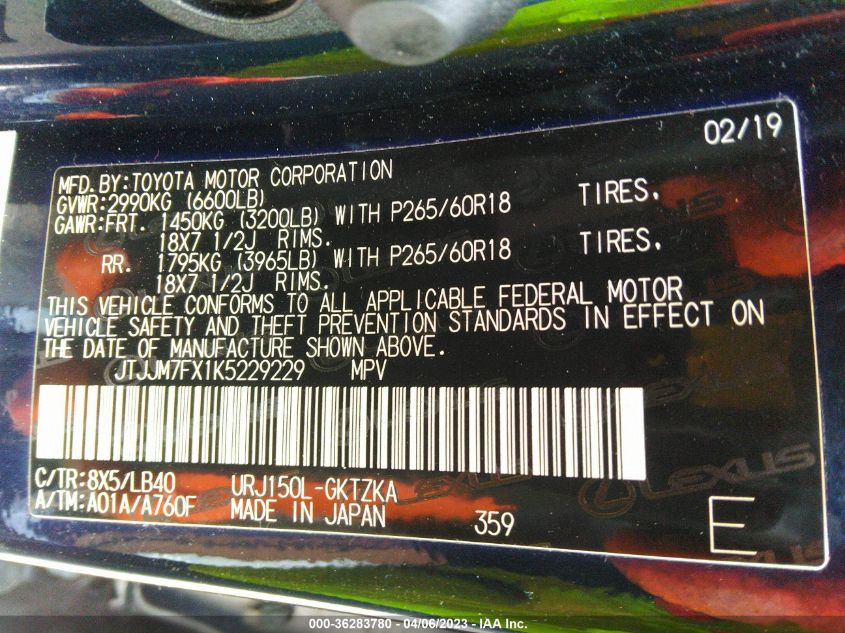 02/19
MFD.BY:TOYOTA MOTOR CORPORATION
GVWR:2990KG (6600LB)
GAWR:FRT. 1450KG (3200LB) WITH P265/60R18 TIRES.
18X7 1/2J RIMS.
RR. 1795KG (3965LB) WITH P265/60R18 TIRES.
18X7 1/2J RIMS.
THIS VEHICLE CONFORMS TO ALL APPLICABLE FEDERAL MOTOR
VEHICLE SAFETY AND THEFT PREVENTION STANDARDS IN EFFECT ON
THE DATE OF MANUFACTURE SHOWN ABOVE.
JTJJM7FX1K5229229 MPV
C/TR:8X5/LB40 URJ150L-GKTZKA
A/TM:A01A/A760F MADE IN JAPAN 359 E
LEXUS
000-36283780 - 04/06/2023 - IAA Inc.